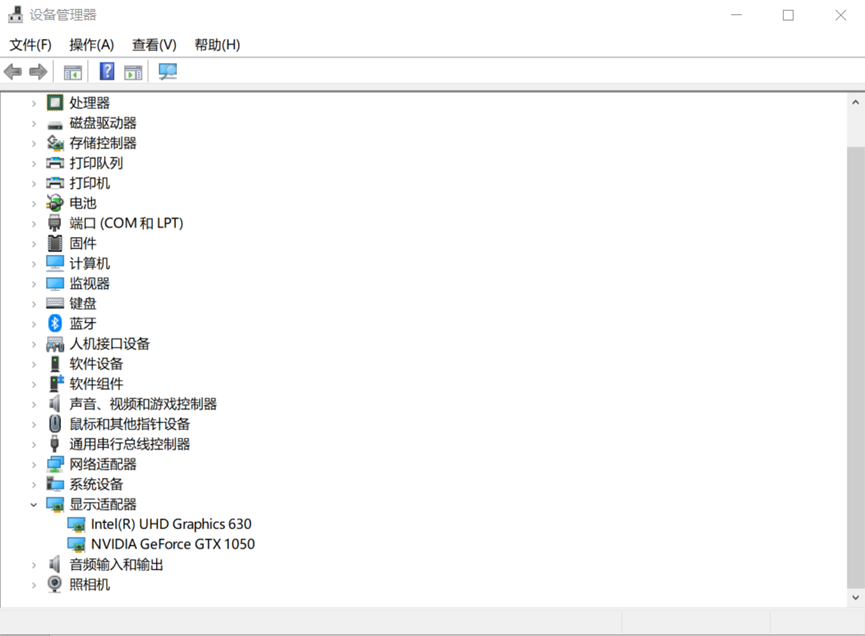 设备管理器
文件(F) 操作(A) 查看(V) 帮助(H)
处理器
磁盘驱动器
存储控制器
打印队列
打印机
电池
端口 (COM 和 LPT)
固件
计算机
监视器
键盘
蓝牙
人机接口设备
软件设备
软件组件
声音、视频和游戏控制器
鼠标和其他指针设备
通用串行总线控制器
网络适配器
系统设备
显示适配器
Intel(R) UHD Graphics 630
NVIDIA GeForce GTX 1050
音频输入和输出
照相机